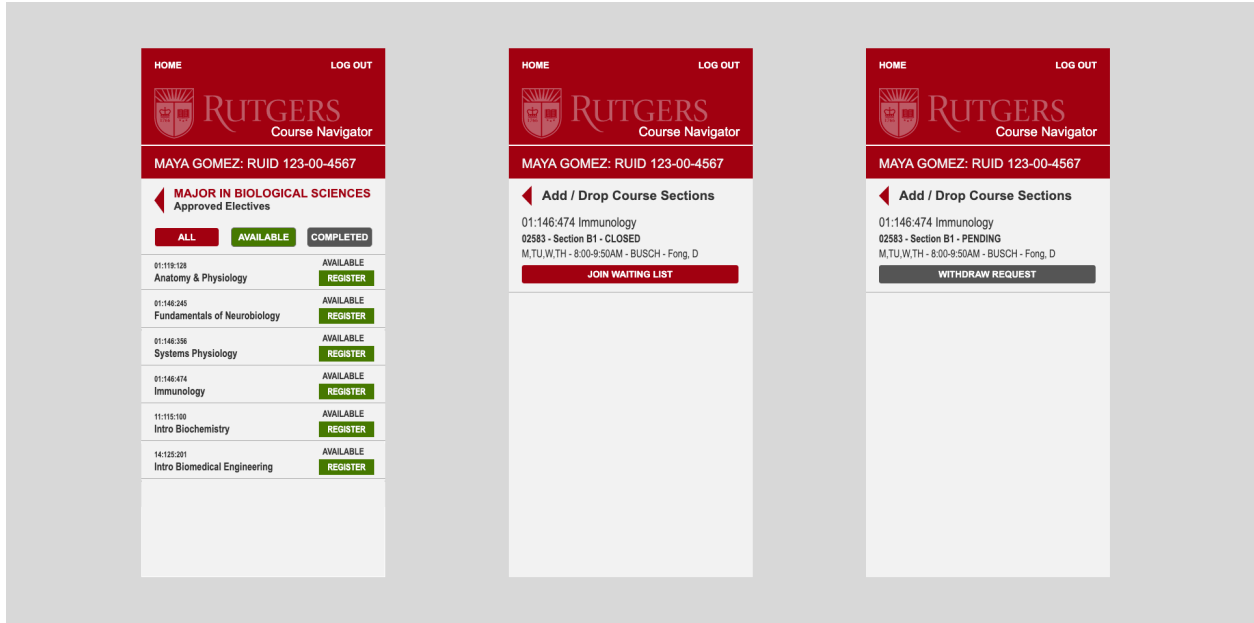 HOME LOG OUT
RUTGERS
Course Navigator
MAYA GOMEZ: RUID 123-00-4567
MAJOR IN BIOLOGICAL SCIENCES
Approved Electives
ALL AVAILABLE COMPLETED
01:119:128 AVAILABLE
Anatomy & Physiology REGISTER
01:146:245 AVAILABLE
Fundamentals of Neurobiology REGISTER
01:146:356 AVAILABLE
Systems Physiology REGISTER
01:146:474 AVAILABLE
Immunology REGISTER
11:115:100 AVAILABLE
Intro Biochemistry REGISTER
14:125:201 AVAILABLE
Intro Biomedical Engineering REGISTER
HOME LOG OUT
RUTGERS
Course Navigator
MAYA GOMEZ: RUID 123-00-4567
Add / Drop Course Sections
01:146:474 Immunology
02583 - Section B1 - CLOSED
M,TU,W,TH - 8:00-9:50AM - BUSCH - Fong, D
JOIN WAITING LIST
HOME LOG OUT
RUTGERS
Course Navigator
MAYA GOMEZ: RUID 123-00-4567
Add / Drop Course Sections
01:146:474 Immunology
02583 - Section B1 - PENDING
M,TU,W,TH - 8:00-9:50AM - BUSCH - Fong, D
WITHDRAW REQUEST